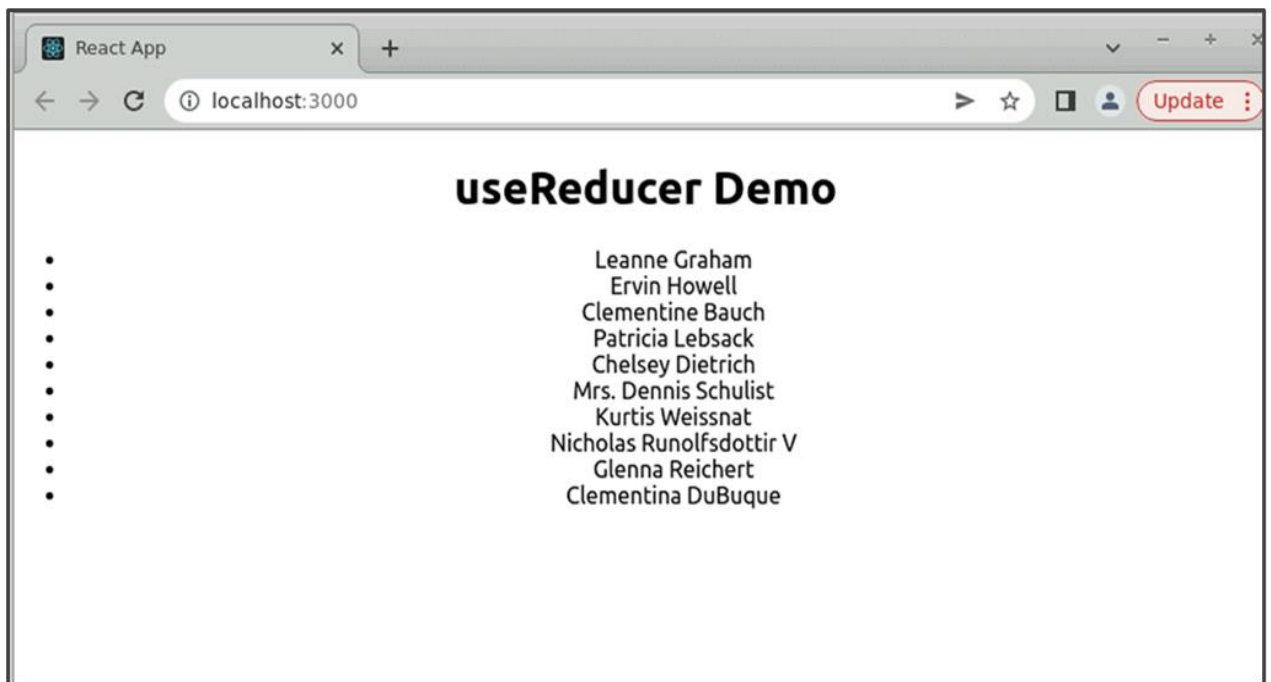 React App
localhost:3000
Update
useReducer Demo
• Leanne Graham
• Ervin Howell
• Clementine Bauch
• Patricia Lebsack
• Chelsey Dietrich
• Mrs. Dennis Schulist
• Kurtis Weissnat
• Nicholas Runolfsdottir V
• Glenna Reichert
• Clementina DuBuque